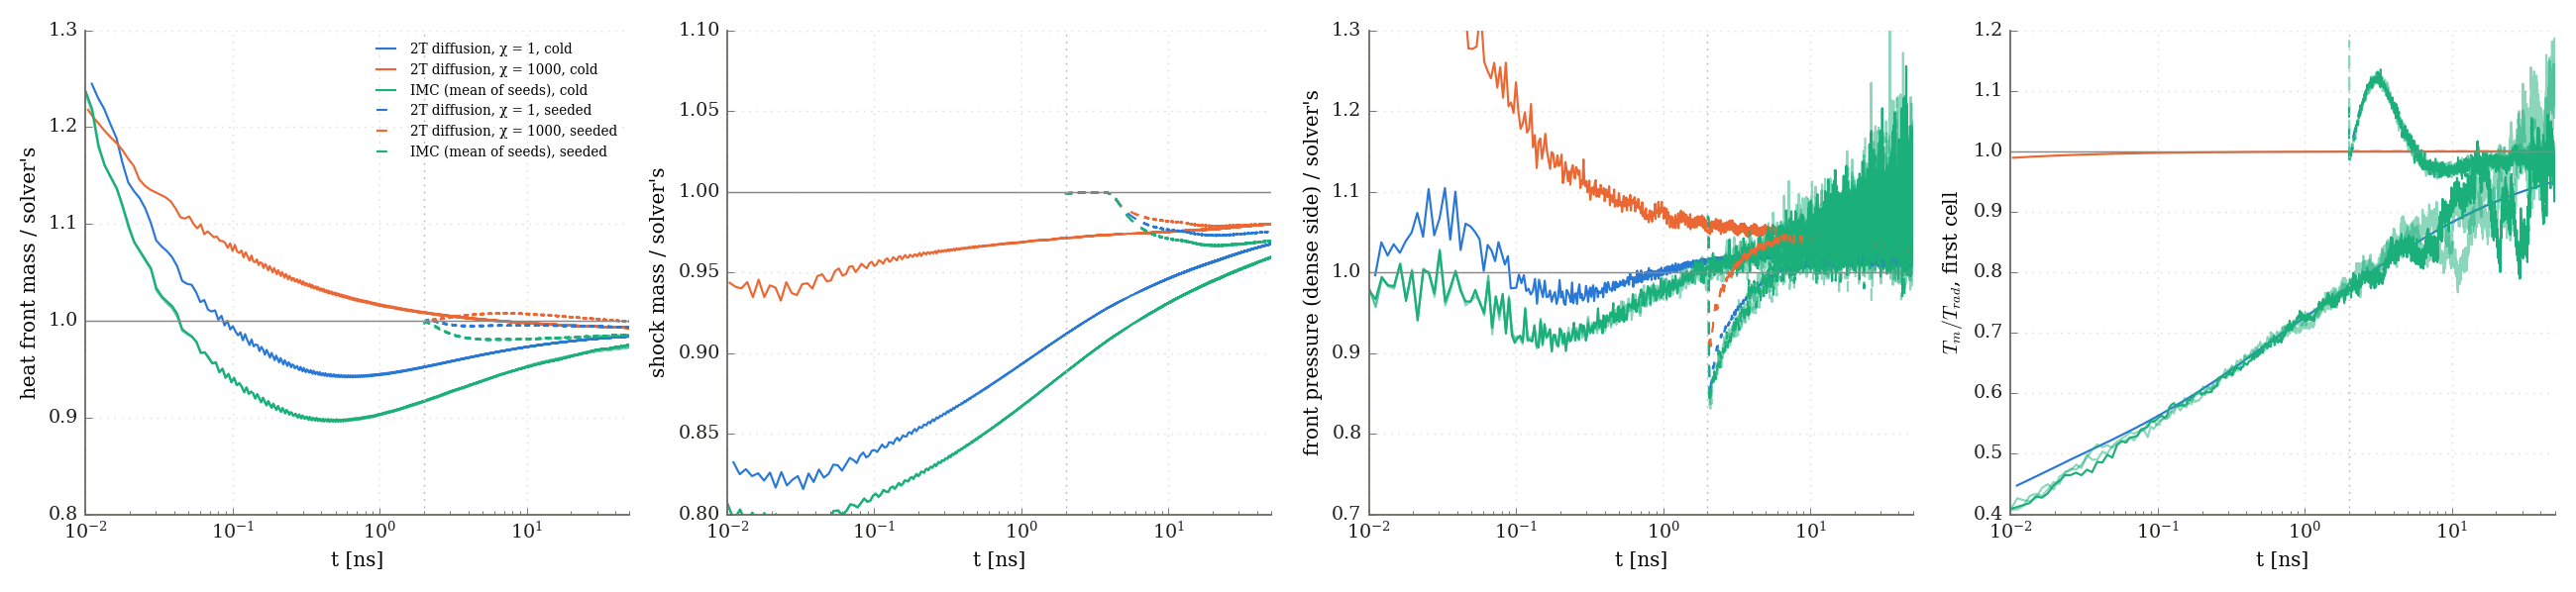 heat front mass / solver's
1.3
1.2
1.1
1.0
0.9
0.8
2T diffusion, χ = 1, cold
2T diffusion, χ = 1000, cold
IMC (mean of seeds), cold
2T diffusion, χ = 1, seeded
2T diffusion, χ = 1000, seeded
IMC (mean of seeds), seeded
10⁻² 10⁻¹ 10⁰ 10¹
t [ns]
shock mass / solver's
1.10
1.05
1.00
0.95
0.90
0.85
0.80
10⁻² 10⁻¹ 10⁰ 10¹
t [ns]
front pressure (dense side) / solver's
1.3
1.2
1.1
1.0
0.9
0.8
0.7
10⁻² 10⁻¹ 10⁰ 10¹
t [ns]
Tm/Trad, first cell
1.2
1.1
1.0
0.9
0.8
0.7
0.6
0.5
0.4
10⁻² 10⁻¹ 10⁰ 10¹
t [ns]